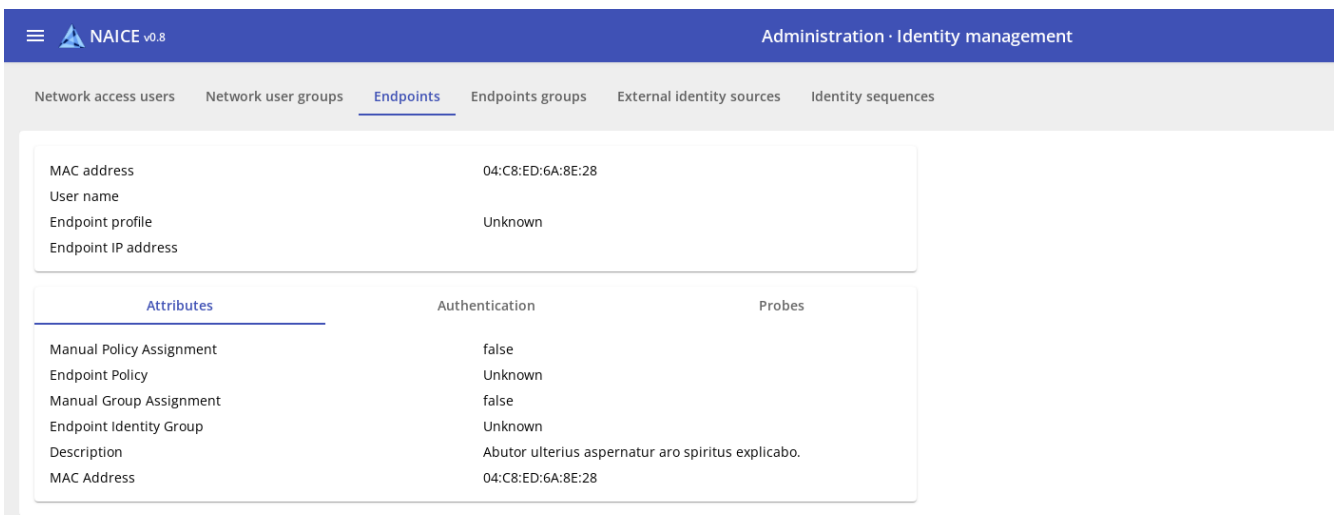 NAICE v0.8
Administration · Identity management
Network access users Network user groups Endpoints Endpoints groups External identity sources Identity sequences
MAC address 04:C8:ED:6A:8E:28
User name
Endpoint profile Unknown
Endpoint IP address
Attributes Authentication Probes
Manual Policy Assignment false
Endpoint Policy Unknown
Manual Group Assignment false
Endpoint Identity Group Unknown
Description Abutor ulterius aspernatur aro spiritus explicabo.
MAC Address 04:C8:ED:6A:8E:28